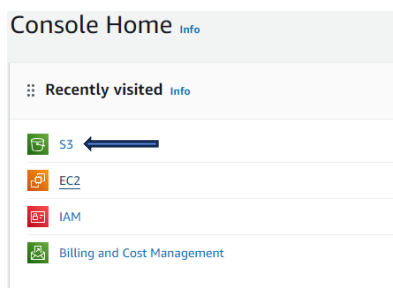 Console Home Info
Recently visited Info
S3
EC2
IAM
Billing and Cost Management